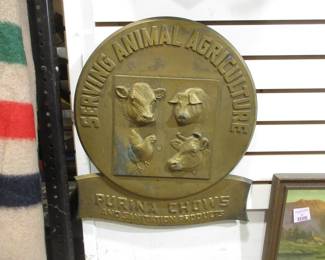 SERVING ANIMAL AGRICULTURE
PURINA CHOWS
AND SANITATION PRODUCTS